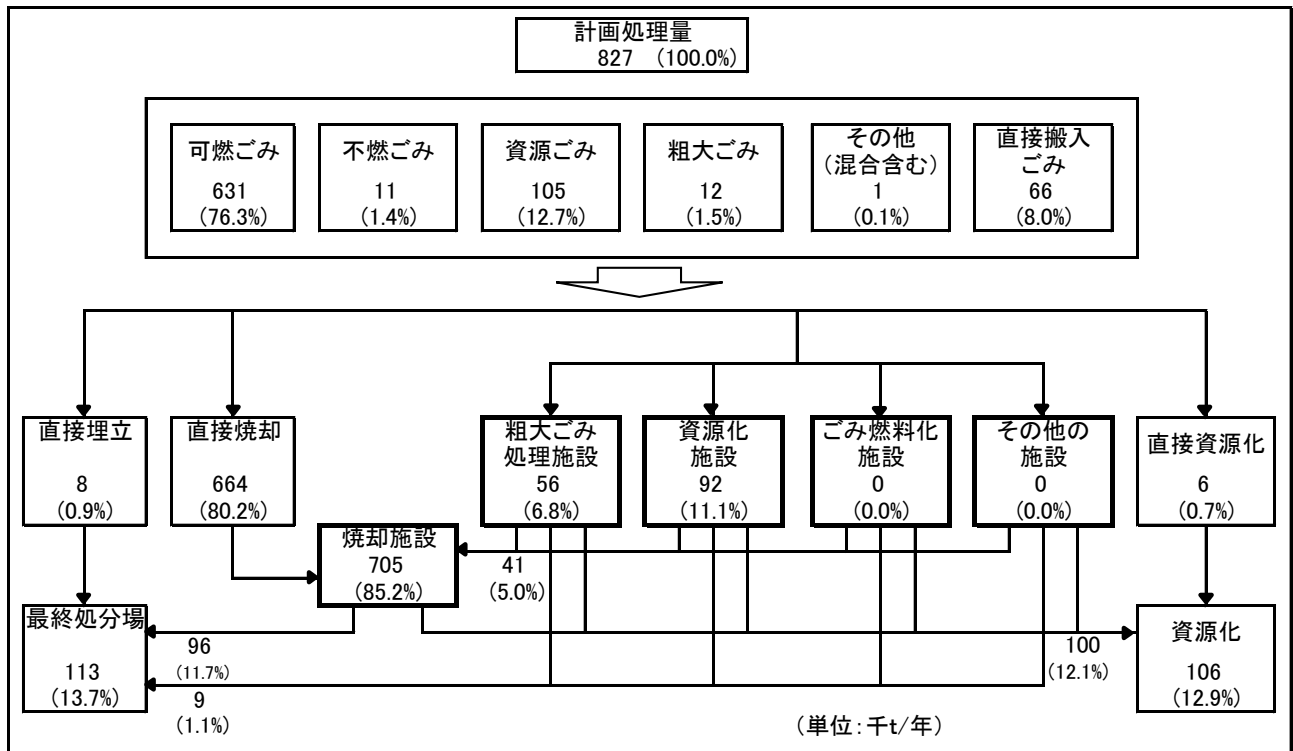 計画処理量
827 (100.0%)
可燃ごみ
631
(76.3%)
不燃ごみ
11
(1.4%)
資源ごみ
105
(12.7%)
粗大ごみ
12
(1.5%)
その他
(混合含む)
1
(0.1%)
直接搬入
ごみ
66
(8.0%)
直接埋立
8
(0.9%)
直接焼却
664
(80.2%)
粗大ごみ
処理施設
56
(6.8%)
資源化
施設
92
(11.1%)
ごみ燃料化
施設
0
(0.0%)
その他の
施設
0
(0.0%)
直接資源化
6
(0.7%)
焼却施設
705
(85.2%)
41
(5.0%)
最終処分場
113
(13.7%)
96
(11.7%)
9
(1.1%)
100
(12.1%)
資源化
106
(12.9%)
(単位:千t/年)